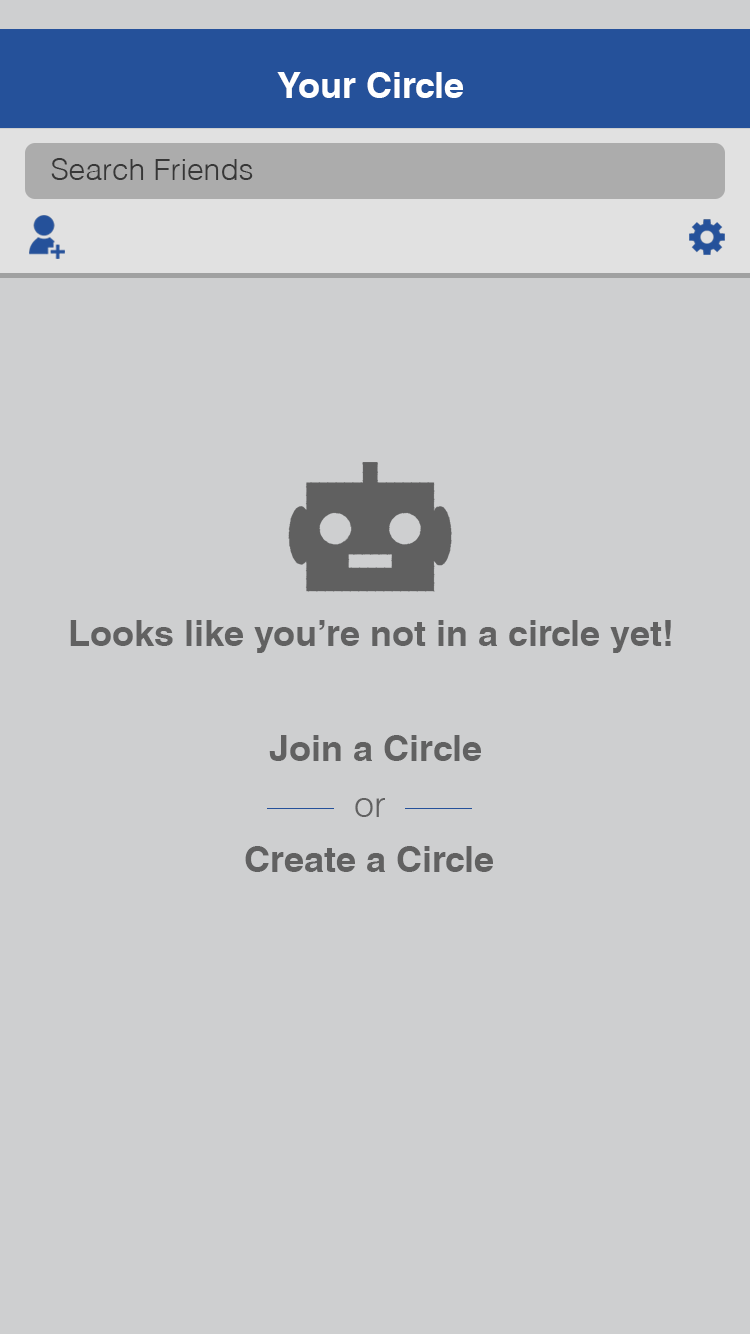 Your Circle
Search Friends
Looks like you’re not in a circle yet!
Join a Circle
or
Create a Circle